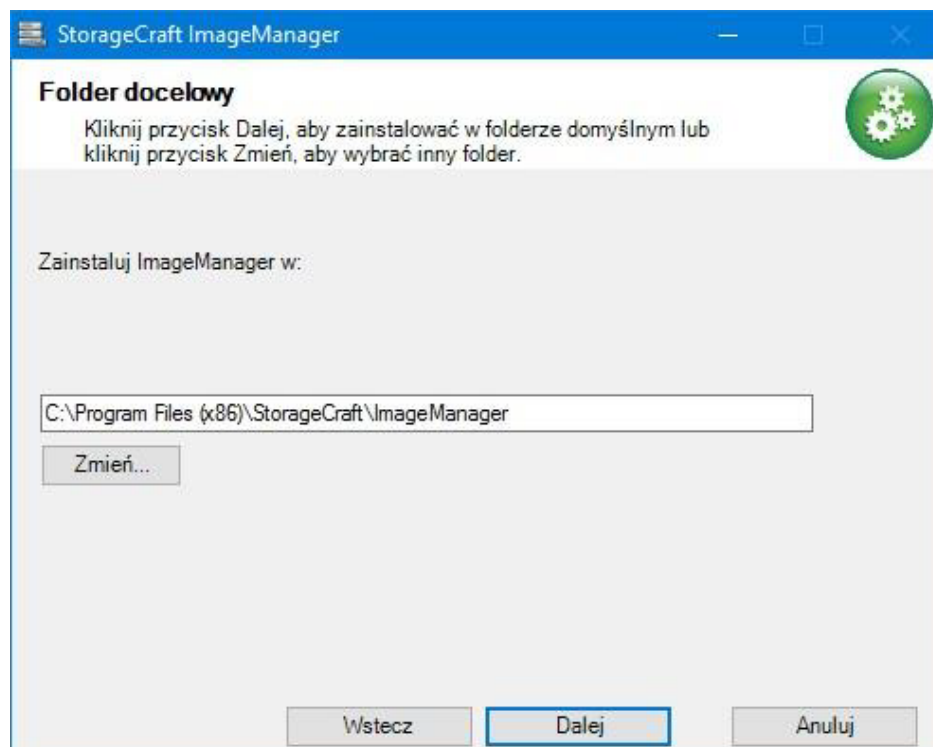 StorageCraft ImageManager
Folder docelowy
Kliknij przycisk Dalej, aby zainstalować w folderze domyślnym lub
kliknij przycisk Zmień, aby wybrać inny folder.
Zainstaluj ImageManager w:
C:\Program Files (x86)\StorageCraft\ImageManager
Zmień...
Wstecz Dalej Anuluj